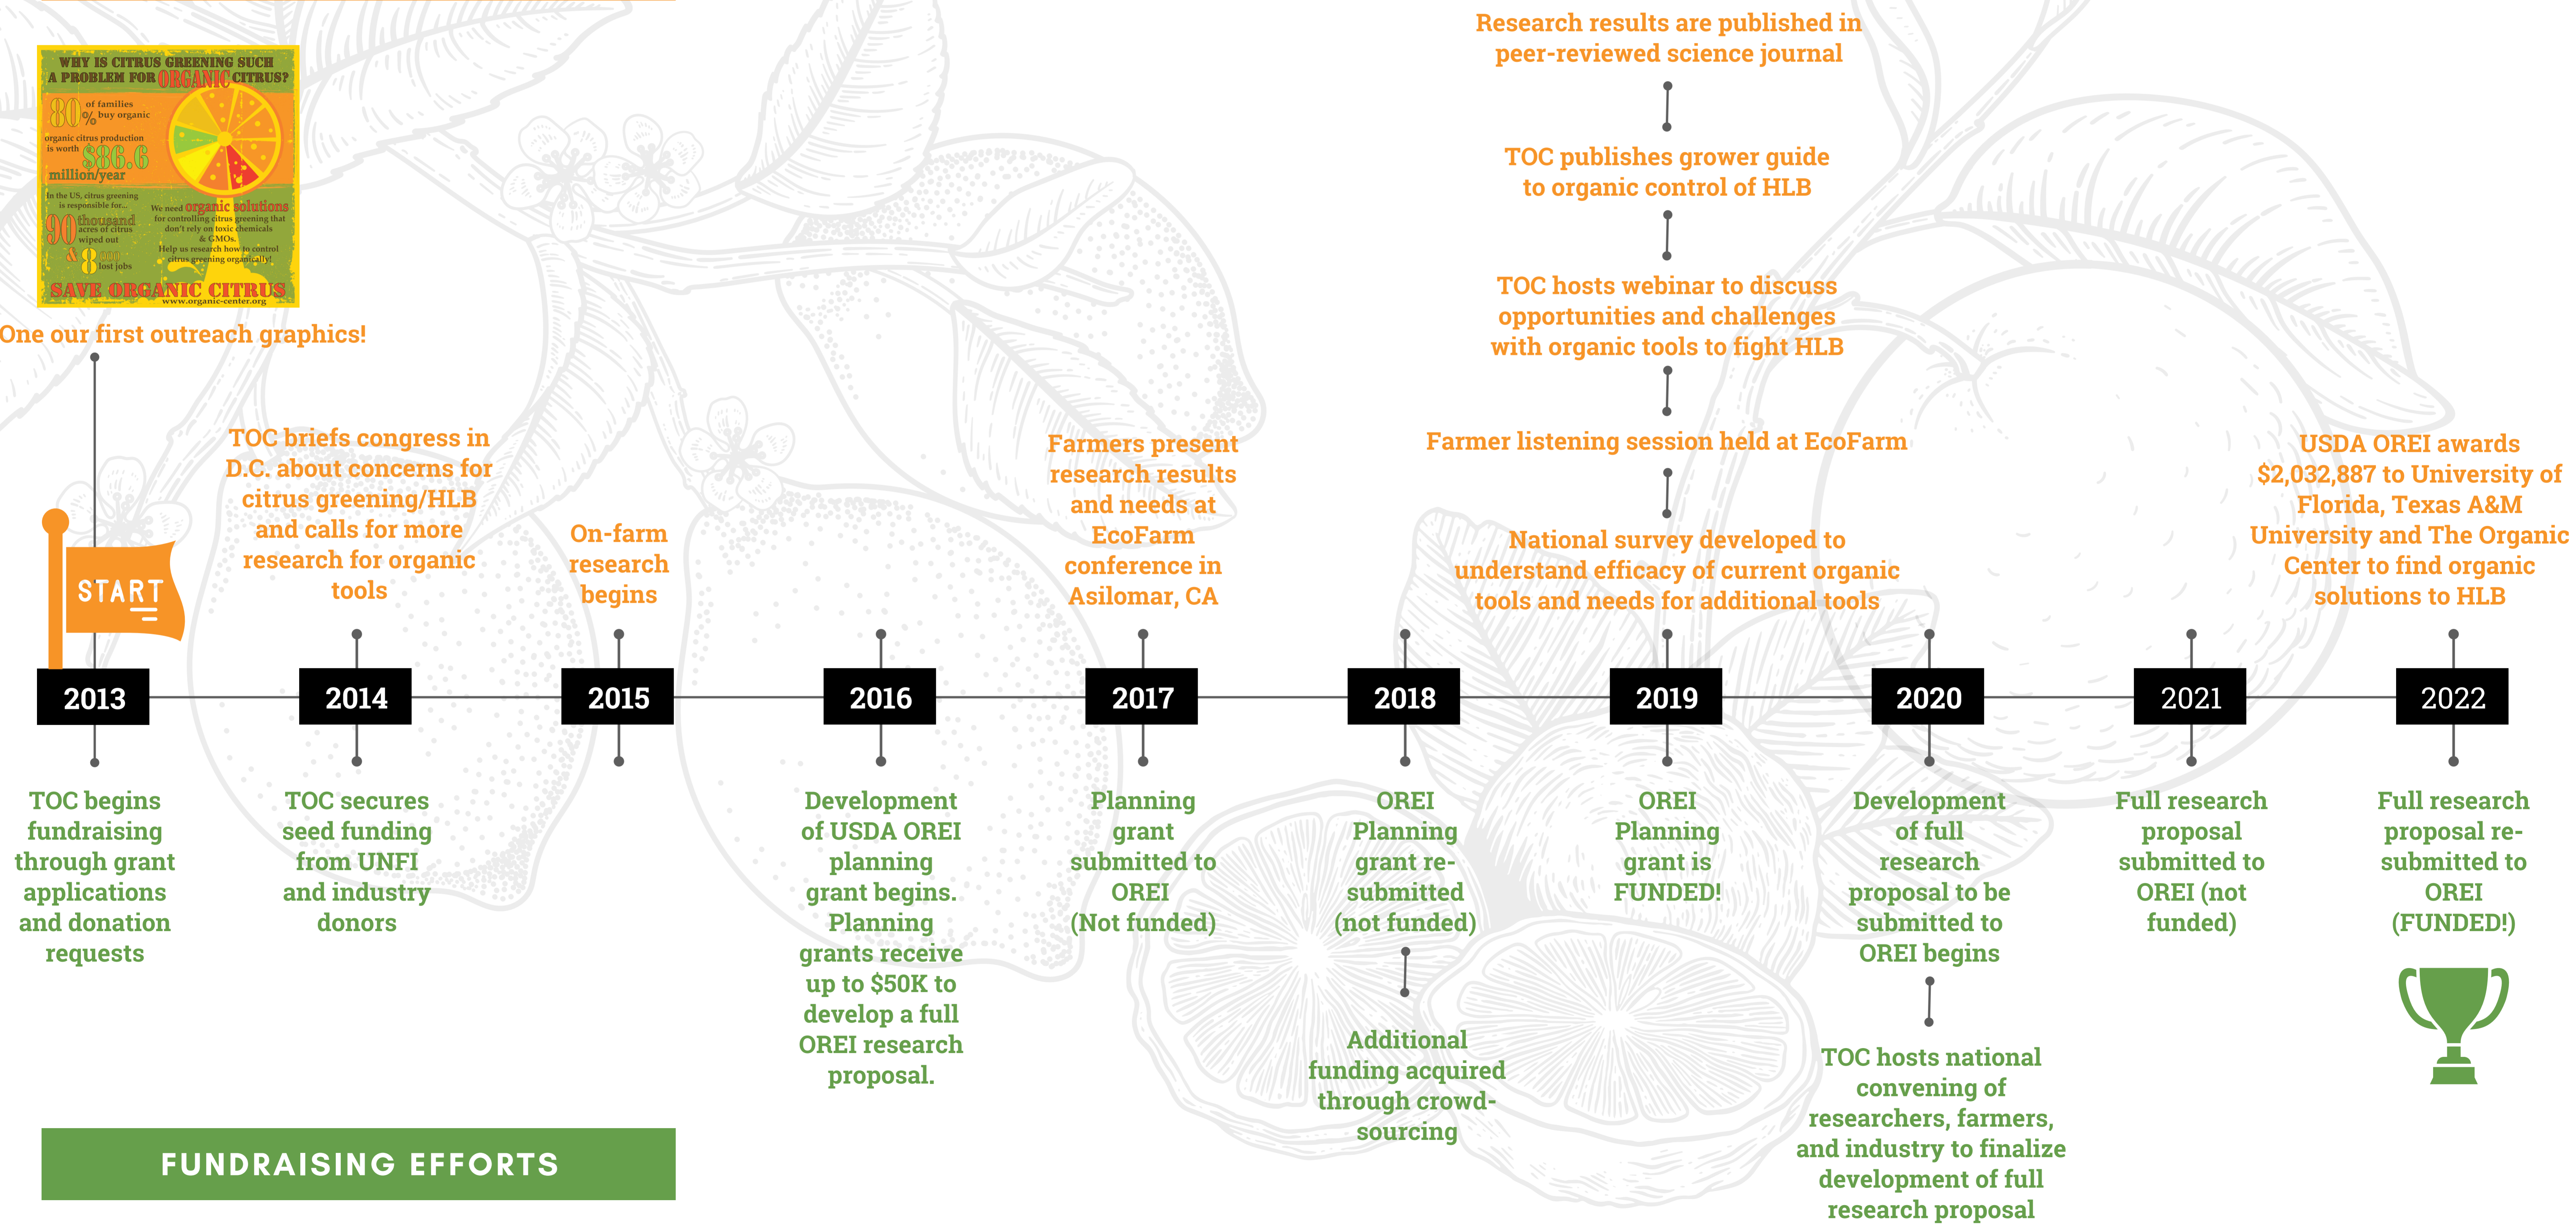 WHY IS CITRUS GREENING SUCH
A PROBLEM FOR ORGANIC CITRUS?
80% of families
buy organic
organic citrus production
is worth $86.6
million/year
In the US, citrus greening
is responsible for...
90 thousand
acres of citrus
wiped out
& 8 000
lost jobs
We need organic solutions
for controlling citrus greening that
don't rely on toxic chemicals
& GMOs.
Help us research how to control
citrus greening organically!
SAVE ORGANIC CITRUS
www.organic-center.org
One our first outreach graphics!
START
TOC briefs congress in
D.C. about concerns for
citrus greening/HLB
and calls for more
research for organic
tools
On-farm
research
begins
Farmers present
research results
and needs at
EcoFarm
conference in
Asilomar, CA
Research results are published in
peer-reviewed science journal
TOC publishes grower guide
to organic control of HLB
TOC hosts webinar to discuss
opportunities and challenges
with organic tools to fight HLB
Farmer listening session held at EcoFarm
National survey developed to
understand efficacy of current organic
tools and needs for additional tools
USDA OREI awards
$2,032,887 to University of
Florida, Texas A&M
University and The Organic
Center to find organic
solutions to HLB
2013
2014
2015
2016
2017
2018
2019
2020
2021
2022
TOC begins
fundraising
through grant
applications
and donation
requests
TOC secures
seed funding
from UNFI
and industry
donors
Development
of USDA OREI
planning
grant begins.
Planning
grants receive
up to $50K to
develop a full
OREI research
proposal.
Planning
grant
submitted to
OREI
(Not funded)
OREI
Planning
grant re-
submitted
(not funded)
Additional
funding acquired
through crowd-
sourcing
OREI
Planning
grant is
FUNDED!
Development
of full
research
proposal to be
submitted to
OREI begins
TOC hosts national
convening of
researchers, farmers,
and industry to finalize
development of full
research proposal
Full research
proposal
submitted to
OREI (not
funded)
Full research
proposal re-
submitted to
OREI
(FUNDED!)
FUNDRAISING EFFORTS